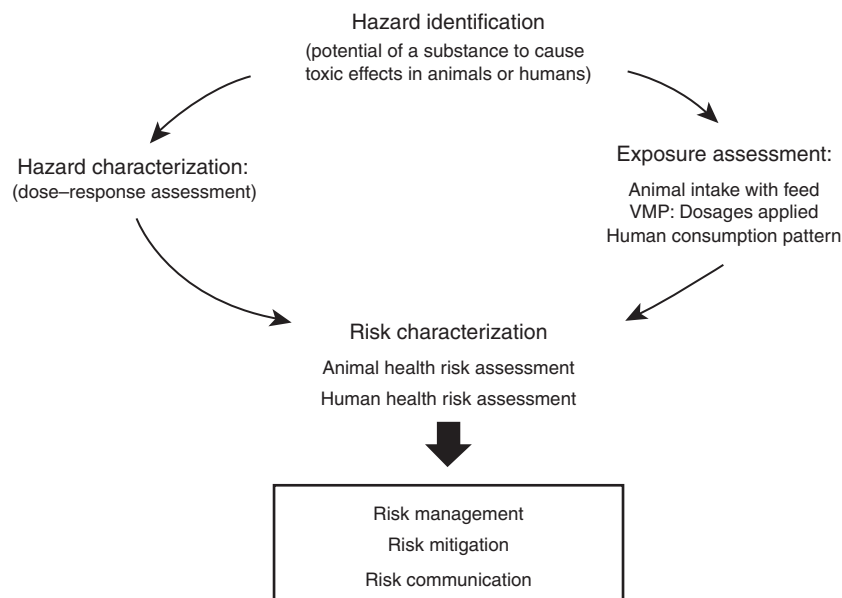 Hazard identification
(potential of a substance to cause
toxic effects in animals or humans)
Hazard characterization:
(dose–response assessment)
Exposure assessment:
Animal intake with feed
VMP: Dosages applied
Human consumption pattern
Risk characterization
Animal health risk assessment
Human health risk assessment
Risk management
Risk mitigation
Risk communication